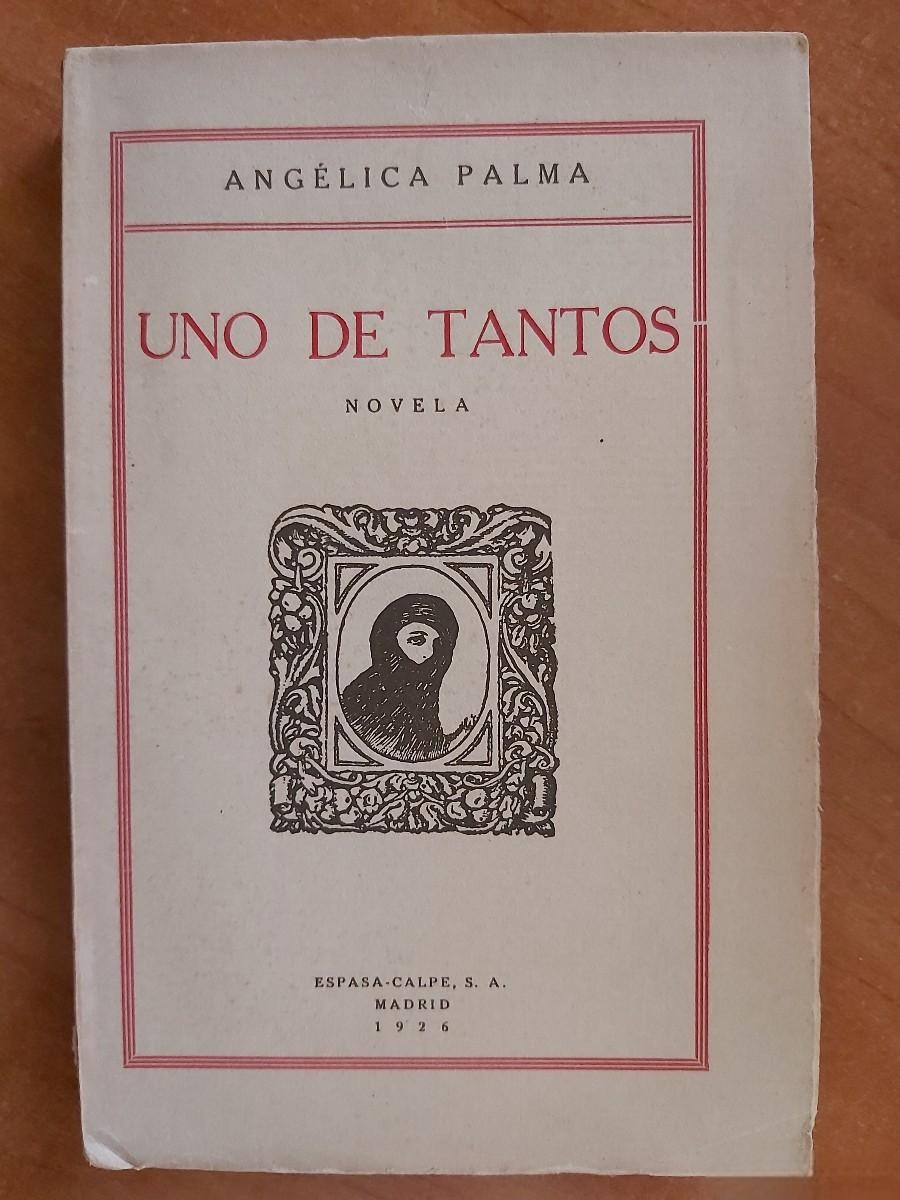 ANGÉLICA PALMA
UNO DE TANTOS
NOVELA
ESPASA-CALPE, S. A.
MADRID
1926